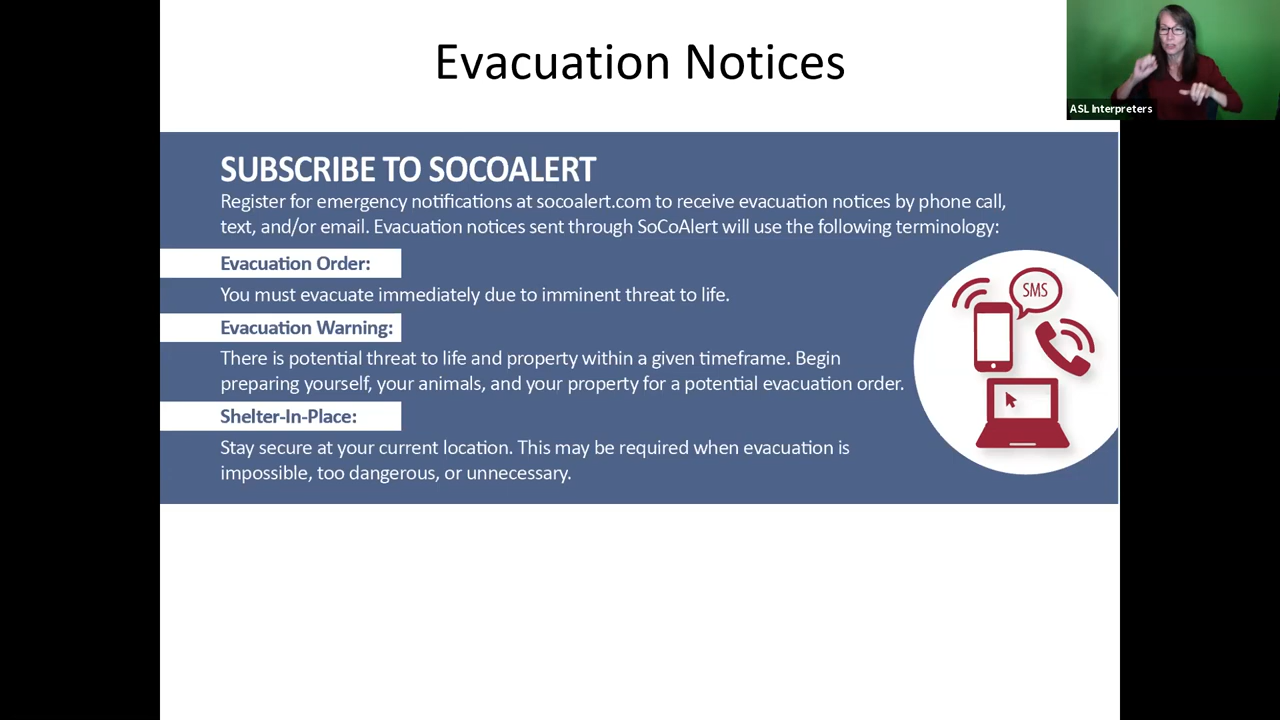 Evacuation Notices
ASL Interpreters
SUBSCRIBE TO SOCOALERT
Register for emergency notifications at socoalert.com to receive evacuation notices by phone call,
text, and/or email. Evacuation notices sent through SoCoAlert will use the following terminology:
Evacuation Order:
You must evacuate immediately due to imminent threat to life.
Evacuation Warning:
There is potential threat to life and property within a given timeframe. Begin
preparing yourself, your animals, and your property for a potential evacuation order.
Shelter-In-Place:
Stay secure at your current location. This may be required when evacuation is
impossible, too dangerous, or unnecessary.
SMS